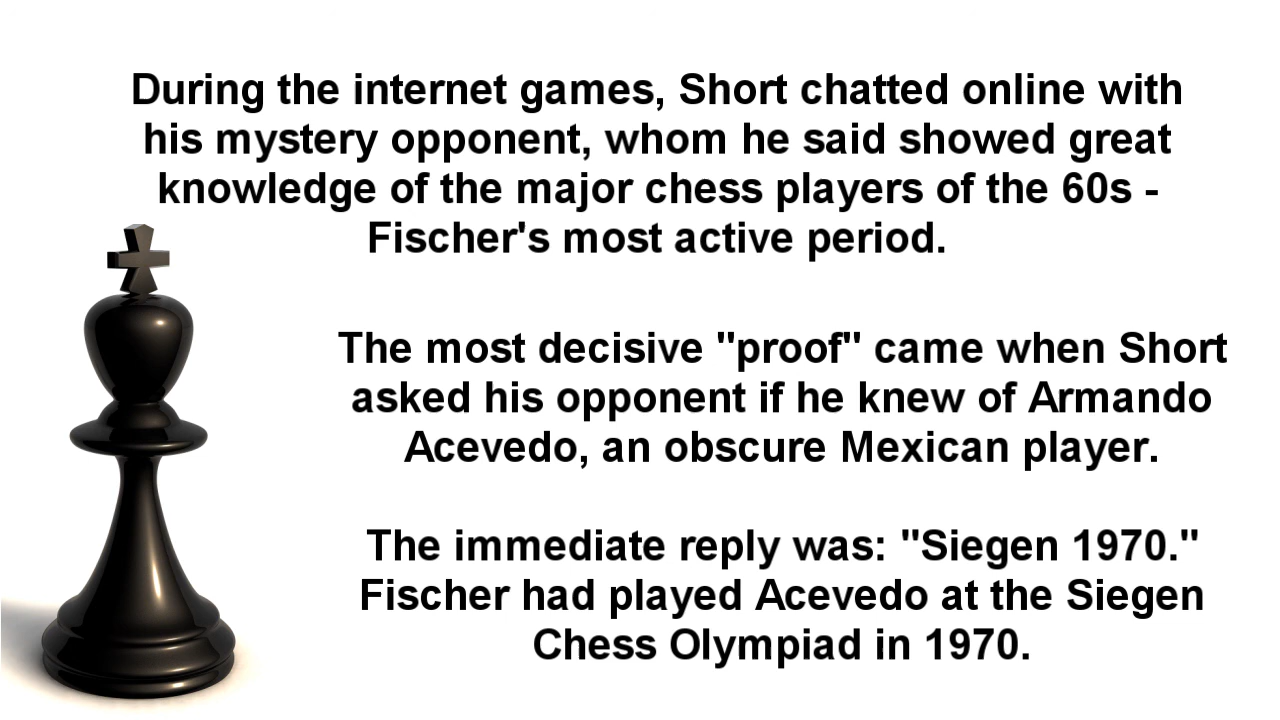 During the internet games, Short chatted online with
his mystery opponent, whom he said showed great
knowledge of the major chess players of the 60s -
Fischer's most active period.
The most decisive "proof" came when Short
asked his opponent if he knew of Armando
Acevedo, an obscure Mexican player.
The immediate reply was: "Siegen 1970."
Fischer had played Acevedo at the Siegen
Chess Olympiad in 1970.